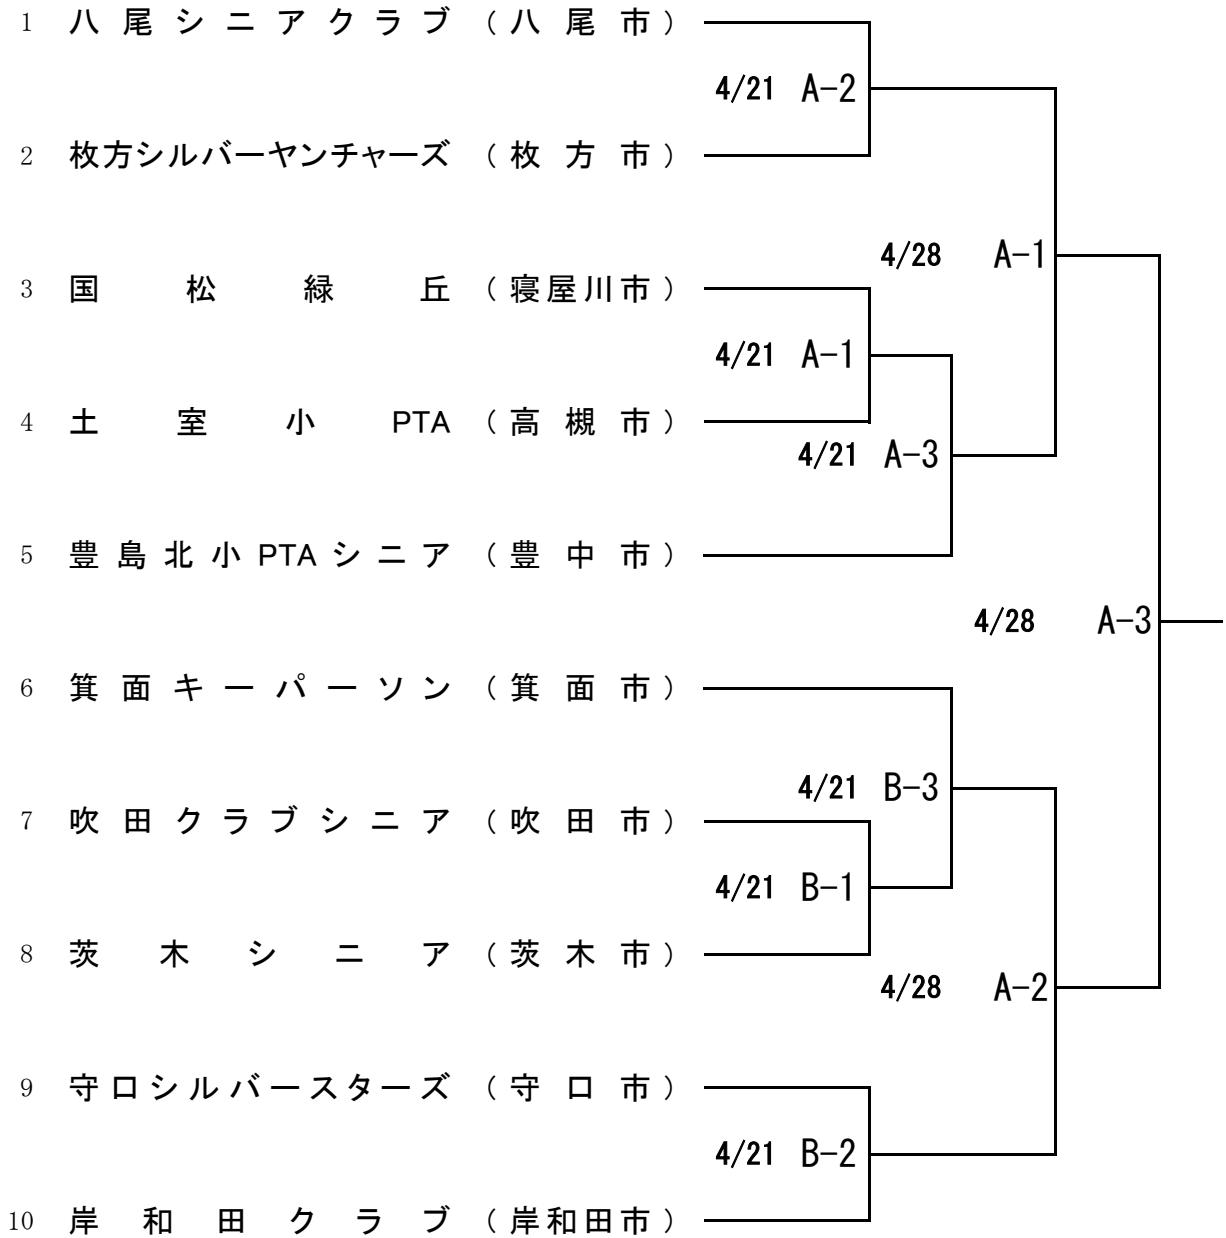 1 八尾シニアクラブ (八尾市)
4/21 A-2
2 枚方シルバーヤンチャーズ (枚方市)
4/28 A-1
3 国松緑丘 (寝屋川市)
4/21 A-1
4 土室小PTA (高槻市)
4/21 A-3
5 豊島北小PTAシニア (豊中市)
4/28 A-3
6 箕面キーパーソン (箕面市)
4/21 B-3
7 吹田クラブシニア (吹田市)
4/21 B-1
8 茨木シニア (茨木市)
4/28 A-2
9 守口シルバースターズ (守口市)
4/21 B-2
10 岸和田クラブ (岸和田市)